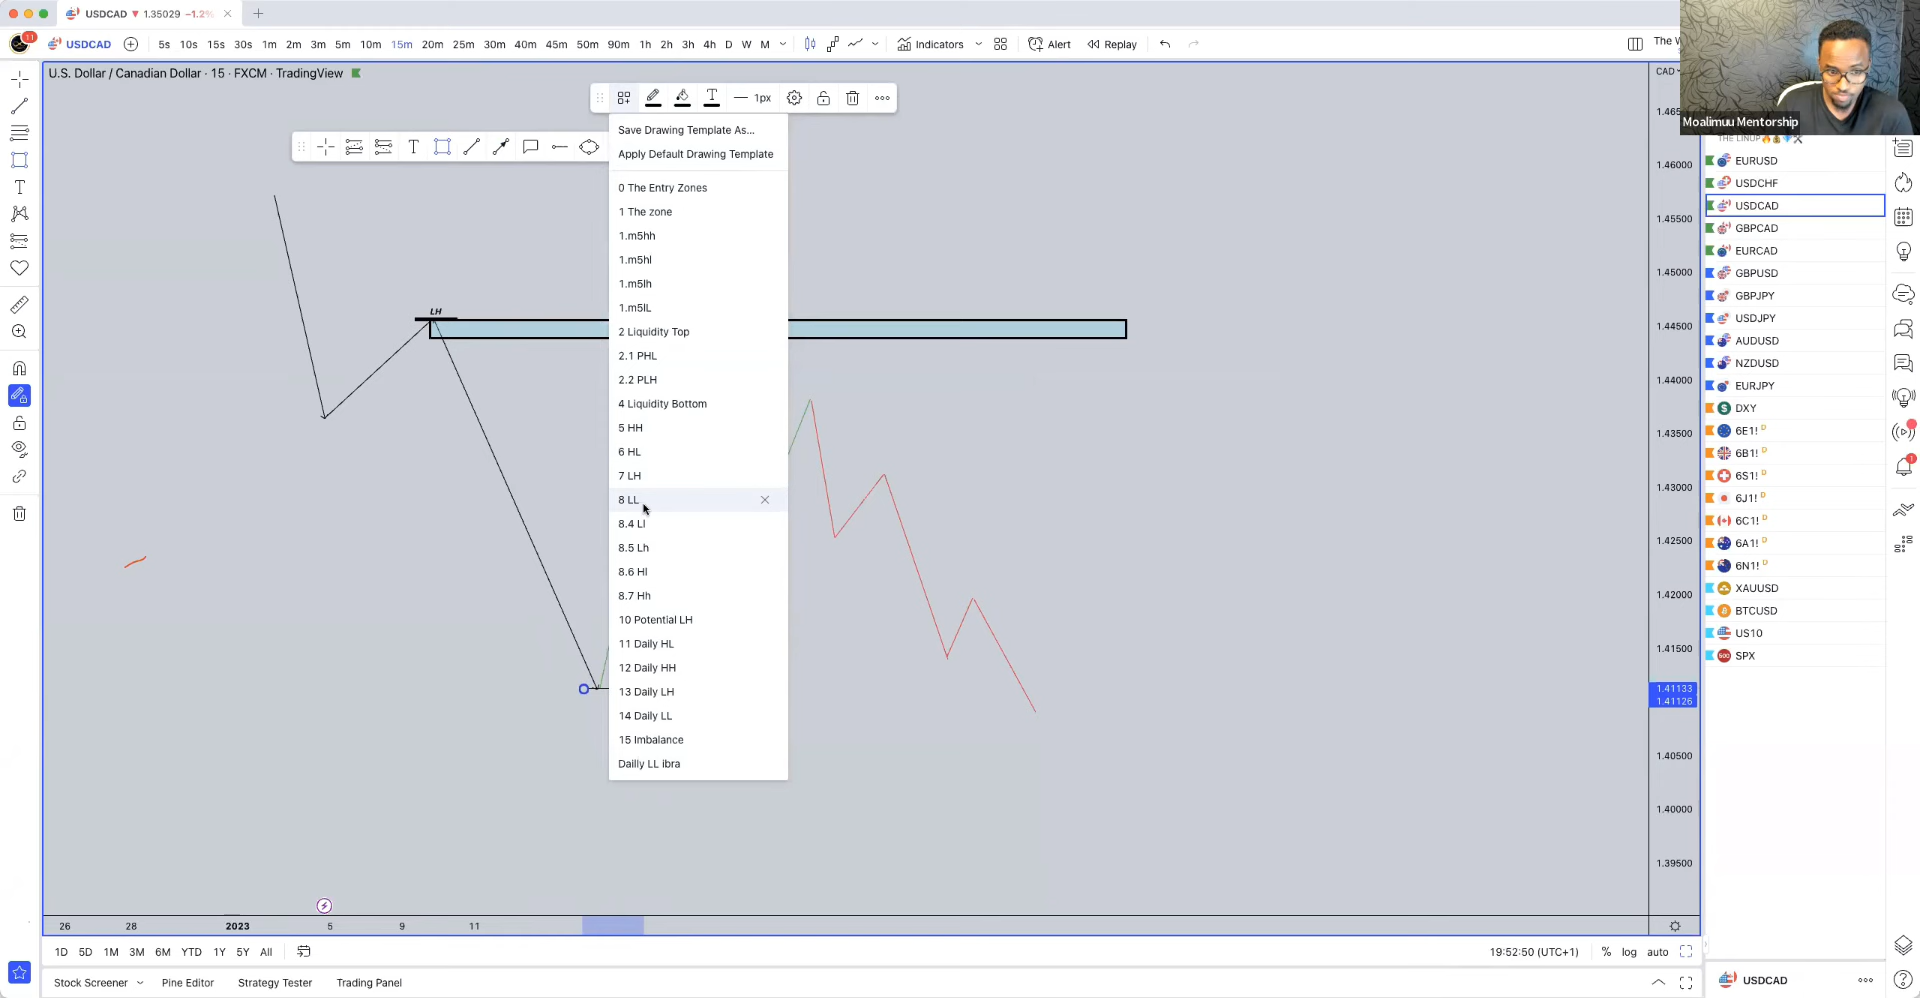 USDCAD ▼ 1.35029 −1.2%
11
USDCAD
5s 10s 15s 30s 1m 2m 3m 5m 10m 15m 20m 25m 30m 40m 45m 50m 90m 1h 2h 3h 4h D W M
Indicators
Alert
Replay
The W
U.S. Dollar / Canadian Dollar · 15 · FXCM · TradingView
1px
Save Drawing Template As...
Apply Default Drawing Template
0 The Entry Zones
1 The zone
1.m5hh
1.m5hl
1.m5lh
1.m5lL
2 Liquidity Top
2.1 PHL
2.2 PLH
4 Liquidity Bottom
5 HH
6 HL
7 LH
8 LL
8.4 Ll
8.5 Lh
8.6 Hl
8.7 Hh
10 Potential LH
11 Daily HL
12 Daily HH
13 Daily LH
14 Daily LL
15 Imbalance
Dailly LL ibra
LH
CAD
1.46000
1.45500
1.45000
1.44500
1.44000
1.43500
1.43000
1.42500
1.42000
1.41500
1.41133
1.41126
1.40500
1.40000
1.39500
Moalimuu Mentorship
THE LINUP
EURUSD
USDCHF
USDCAD
GBPCAD
EURCAD
GBPUSD
GBPJPY
USDJPY
AUDUSD
NZDUSD
EURJPY
DXY
6E1! D
6B1! D
6S1! D
6J1! D
6C1! D
6A1! D
6N1! D
XAUUSD
BTCUSD
US10
SPX
1
26 28 2023 5 9 11
1D 5D 1M 3M 6M YTD 1Y 5Y All
19:52:50 (UTC+1) % log auto
Stock Screener Pine Editor Strategy Tester Trading Panel
USDCAD